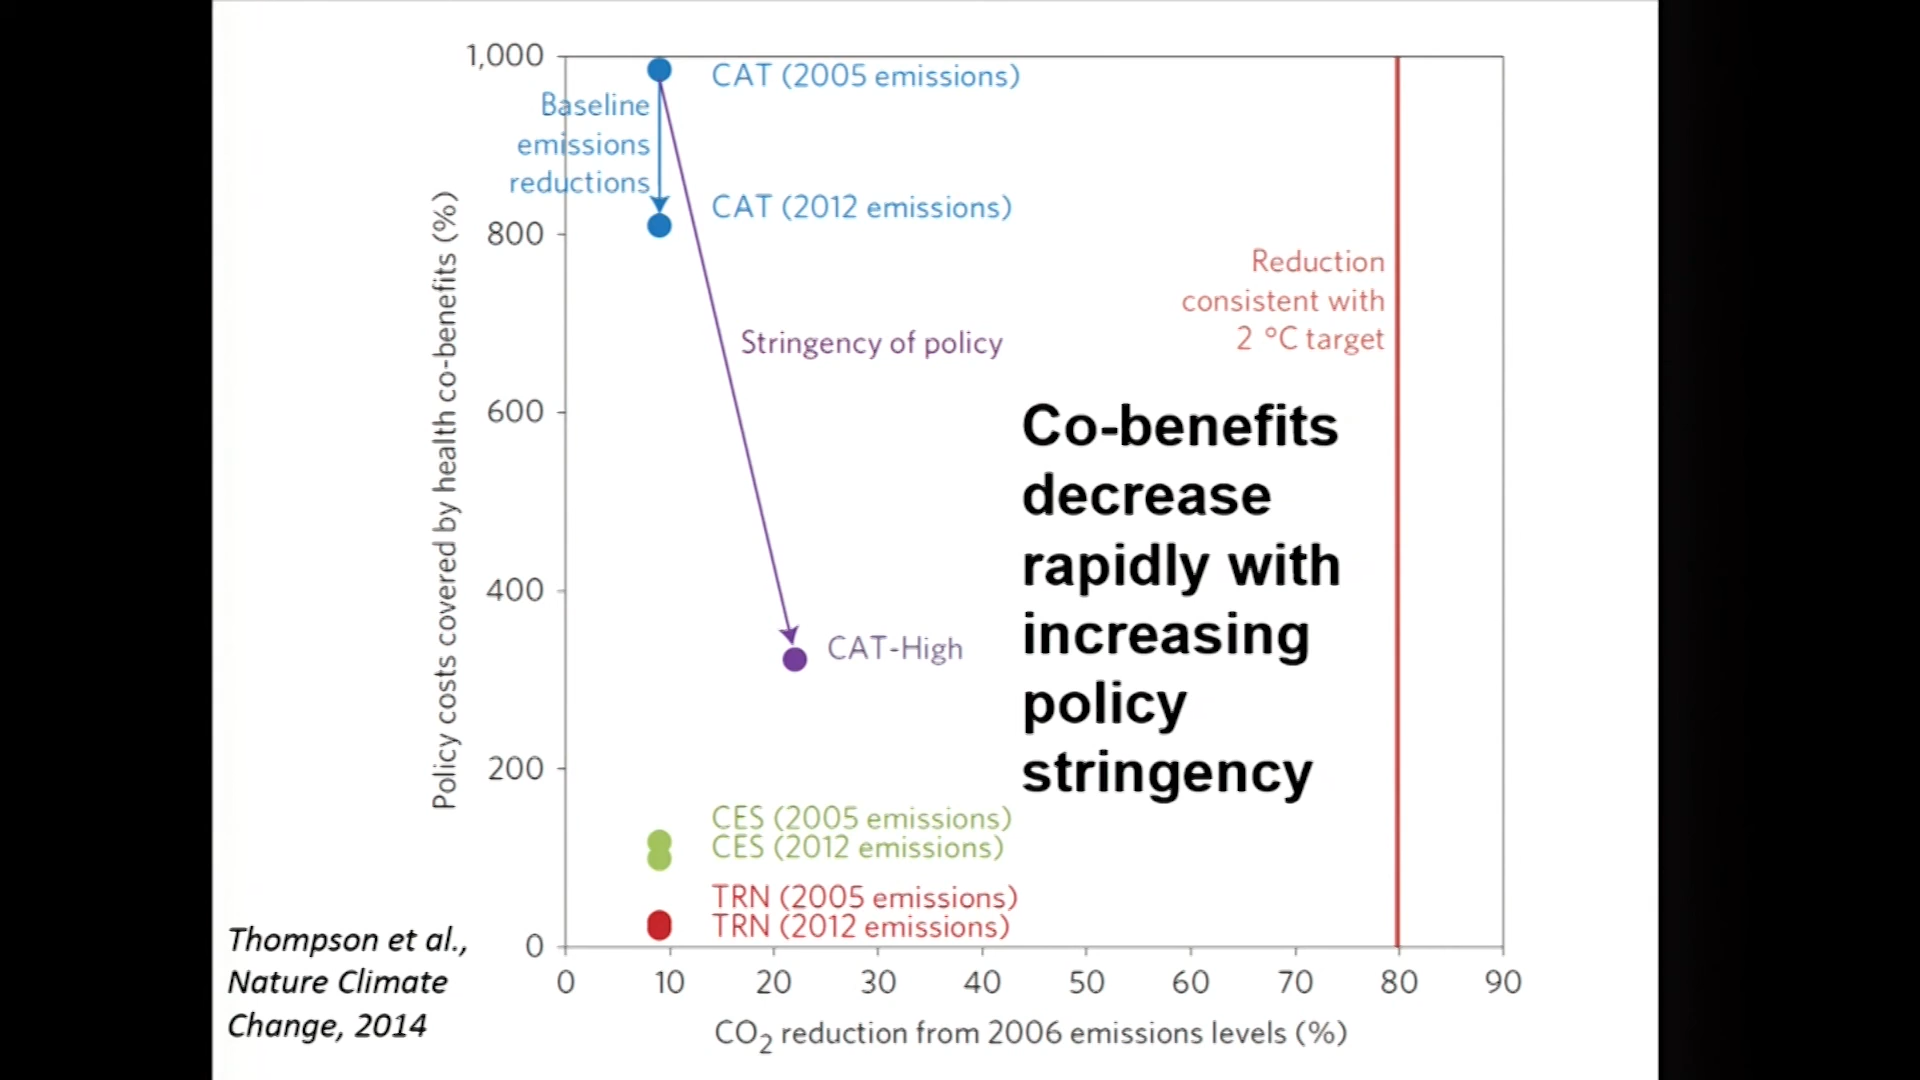 1,000
CAT (2005 emissions)
Baseline
emissions
reductions
CAT (2012 emissions)
800
Reduction
consistent with
2 °C target
Stringency of policy
600
Co-benefits
decrease
rapidly with
increasing
policy
stringency
Policy costs covered by health co-benefits (%)
400
CAT-High
200
CES (2005 emissions)
CES (2012 emissions)
TRN (2005 emissions)
TRN (2012 emissions)
0
0 10 20 30 40 50 60 70 80 90
CO₂ reduction from 2006 emissions levels (%)
Thompson et al.,
Nature Climate
Change, 2014